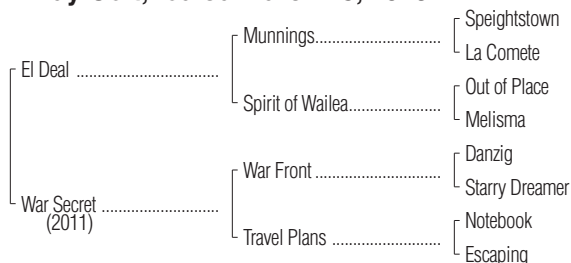 Speightstown
Munnings
La Comete
El Deal
Out of Place
Spirit of Wailea
Melisma
Danzig
War Front
Starry Dreamer
War Secret
(2011)
Notebook
Travel Plans
Escaping